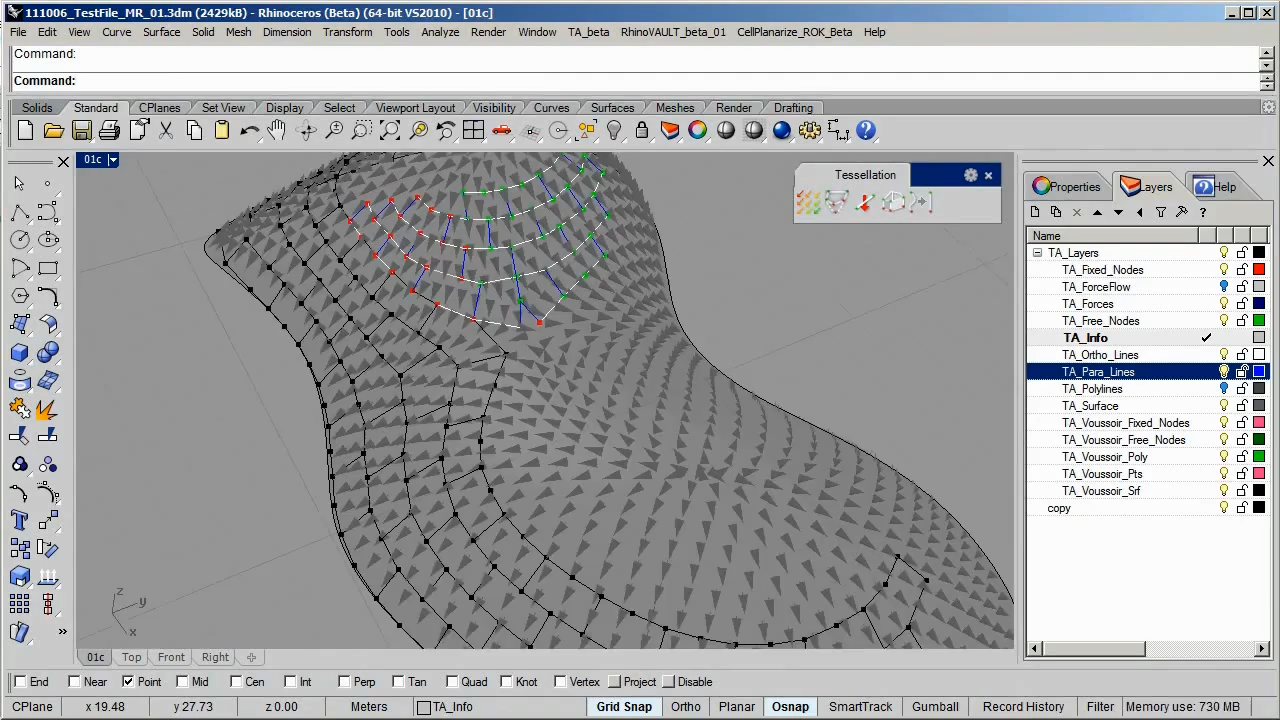 111006_TestFile_MR_01.3dm (2429kB) - Rhinoceros (Beta) (64-bit VS2010) - [01c]
File Edit View Curve Surface Solid Mesh Dimension Transform Tools Analyze Render Window TA_beta RhinoVAULT_beta_01 CellPlanarize_ROK_Beta Help
Command:
Command:
Solids Standard CPlanes Set View Display Select Viewport Layout Visibility Curves Surfaces Meshes Render Drafting
01c
Tessellation
Properties Layers Help
Name
TA_Layers
TA_Fixed_Nodes
TA_ForceFlow
TA_Forces
TA_Free_Nodes
TA_Info
TA_Ortho_Lines
TA_Para_Lines
TA_Polylines
TA_Surface
TA_Voussoir_Fixed_Nodes
TA_Voussoir_Free_Nodes
TA_Voussoir_Poly
TA_Voussoir_Pts
TA_Voussoir_Srf
copy
z
y
x
01c Top Front Right
End Near Point Mid Cen Int Perp Tan Quad Knot Vertex Project Disable
CPlane x 19.48 y 27.73 z 0.00 Meters TA_Info Grid Snap Ortho Planar Osnap SmartTrack Gumball Record History Filter Memory use: 730 MB